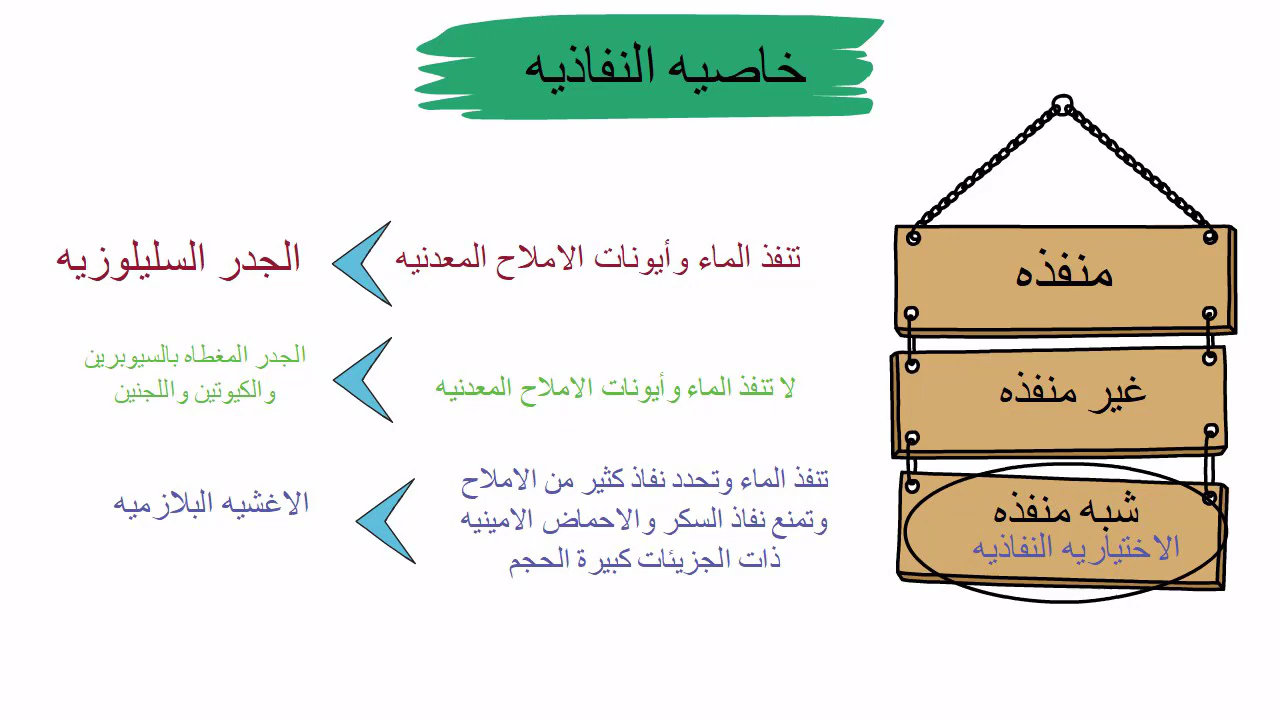 خاصيه النفاذيه
منفذه
تنفذ الماء وأيونات الاملاح المعدنيه
الجدر السليلوزيه
غير منفذه
لا تنفذ الماء وأيونات الاملاح المعدنيه
الجدر المغطاه بالسيوبرين
والكيوتين واللجنين
شبه منفذه
الاختياريه النفاذيه
تنفذ الماء وتحدد نفاذ كثير من الاملاح
وتمنع نفاذ السكر والاحماض الامينيه
ذات الجزيئات كبيرة الحجم
الاغشيه البلازميه